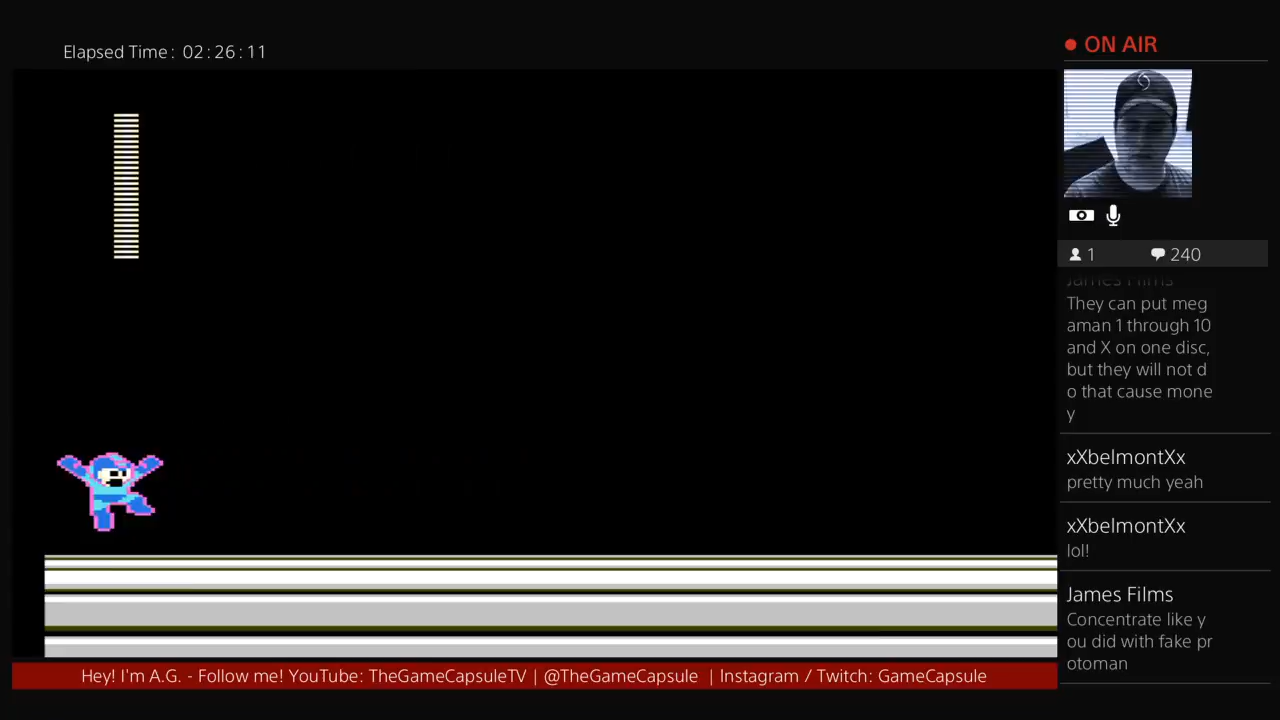 Elapsed Time: 02:26:11
ON AIR
1
240
James Films
They can put meg
aman 1 through 10
and X on one disc,
but they will not d
o that cause mone
y
xXbelmontXx
pretty much yeah
xXbelmontXx
lol!
James Films
Concentrate like y
ou did with fake pr
otoman
Hey! I'm A.G. - Follow me! YouTube: TheGameCapsuleTV | @TheGameCapsule | Instagram / Twitch: GameCapsule